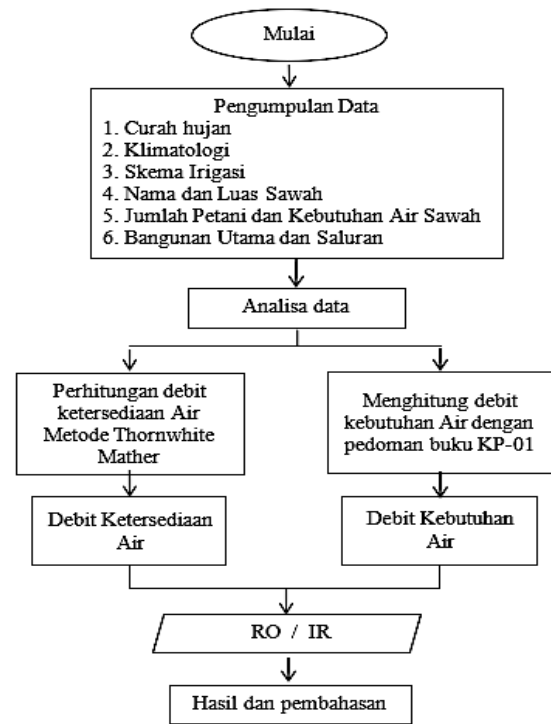 Mulai
Pengumpulan Data
1. Curah hujan
2. Klimatologi
3. Skema Irigasi
4. Nama dan Luas Sawah
5. Jumlah Petani dan Kebutuhan Air Sawah
6. Bangunan Utama dan Saluran
Analisa data
Perhitungan debit
ketersediaan Air
Metode Thornwhite
Mather
Menghitung debit
kebutuhan Air dengan
pedoman buku KP-01
Debit Ketersediaan
Air
Debit Kebutuhan
Air
RO / IR
Hasil dan pembahasan